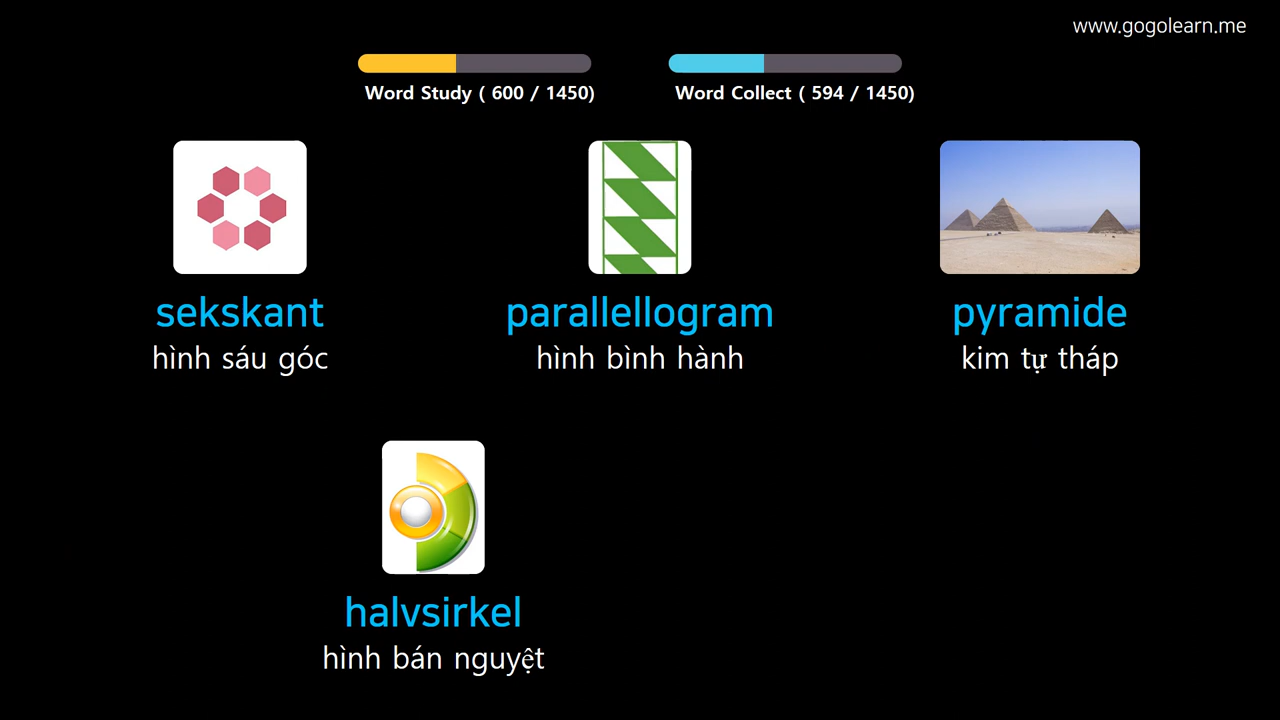 www.gogolearn.me
Word Study ( 600 / 1450)
Word Collect ( 594 / 1450)
sekskant
hình sáu góc
parallellogram
hình bình hành
pyramide
kim tự tháp
halvsirkel
hình bán nguyệt